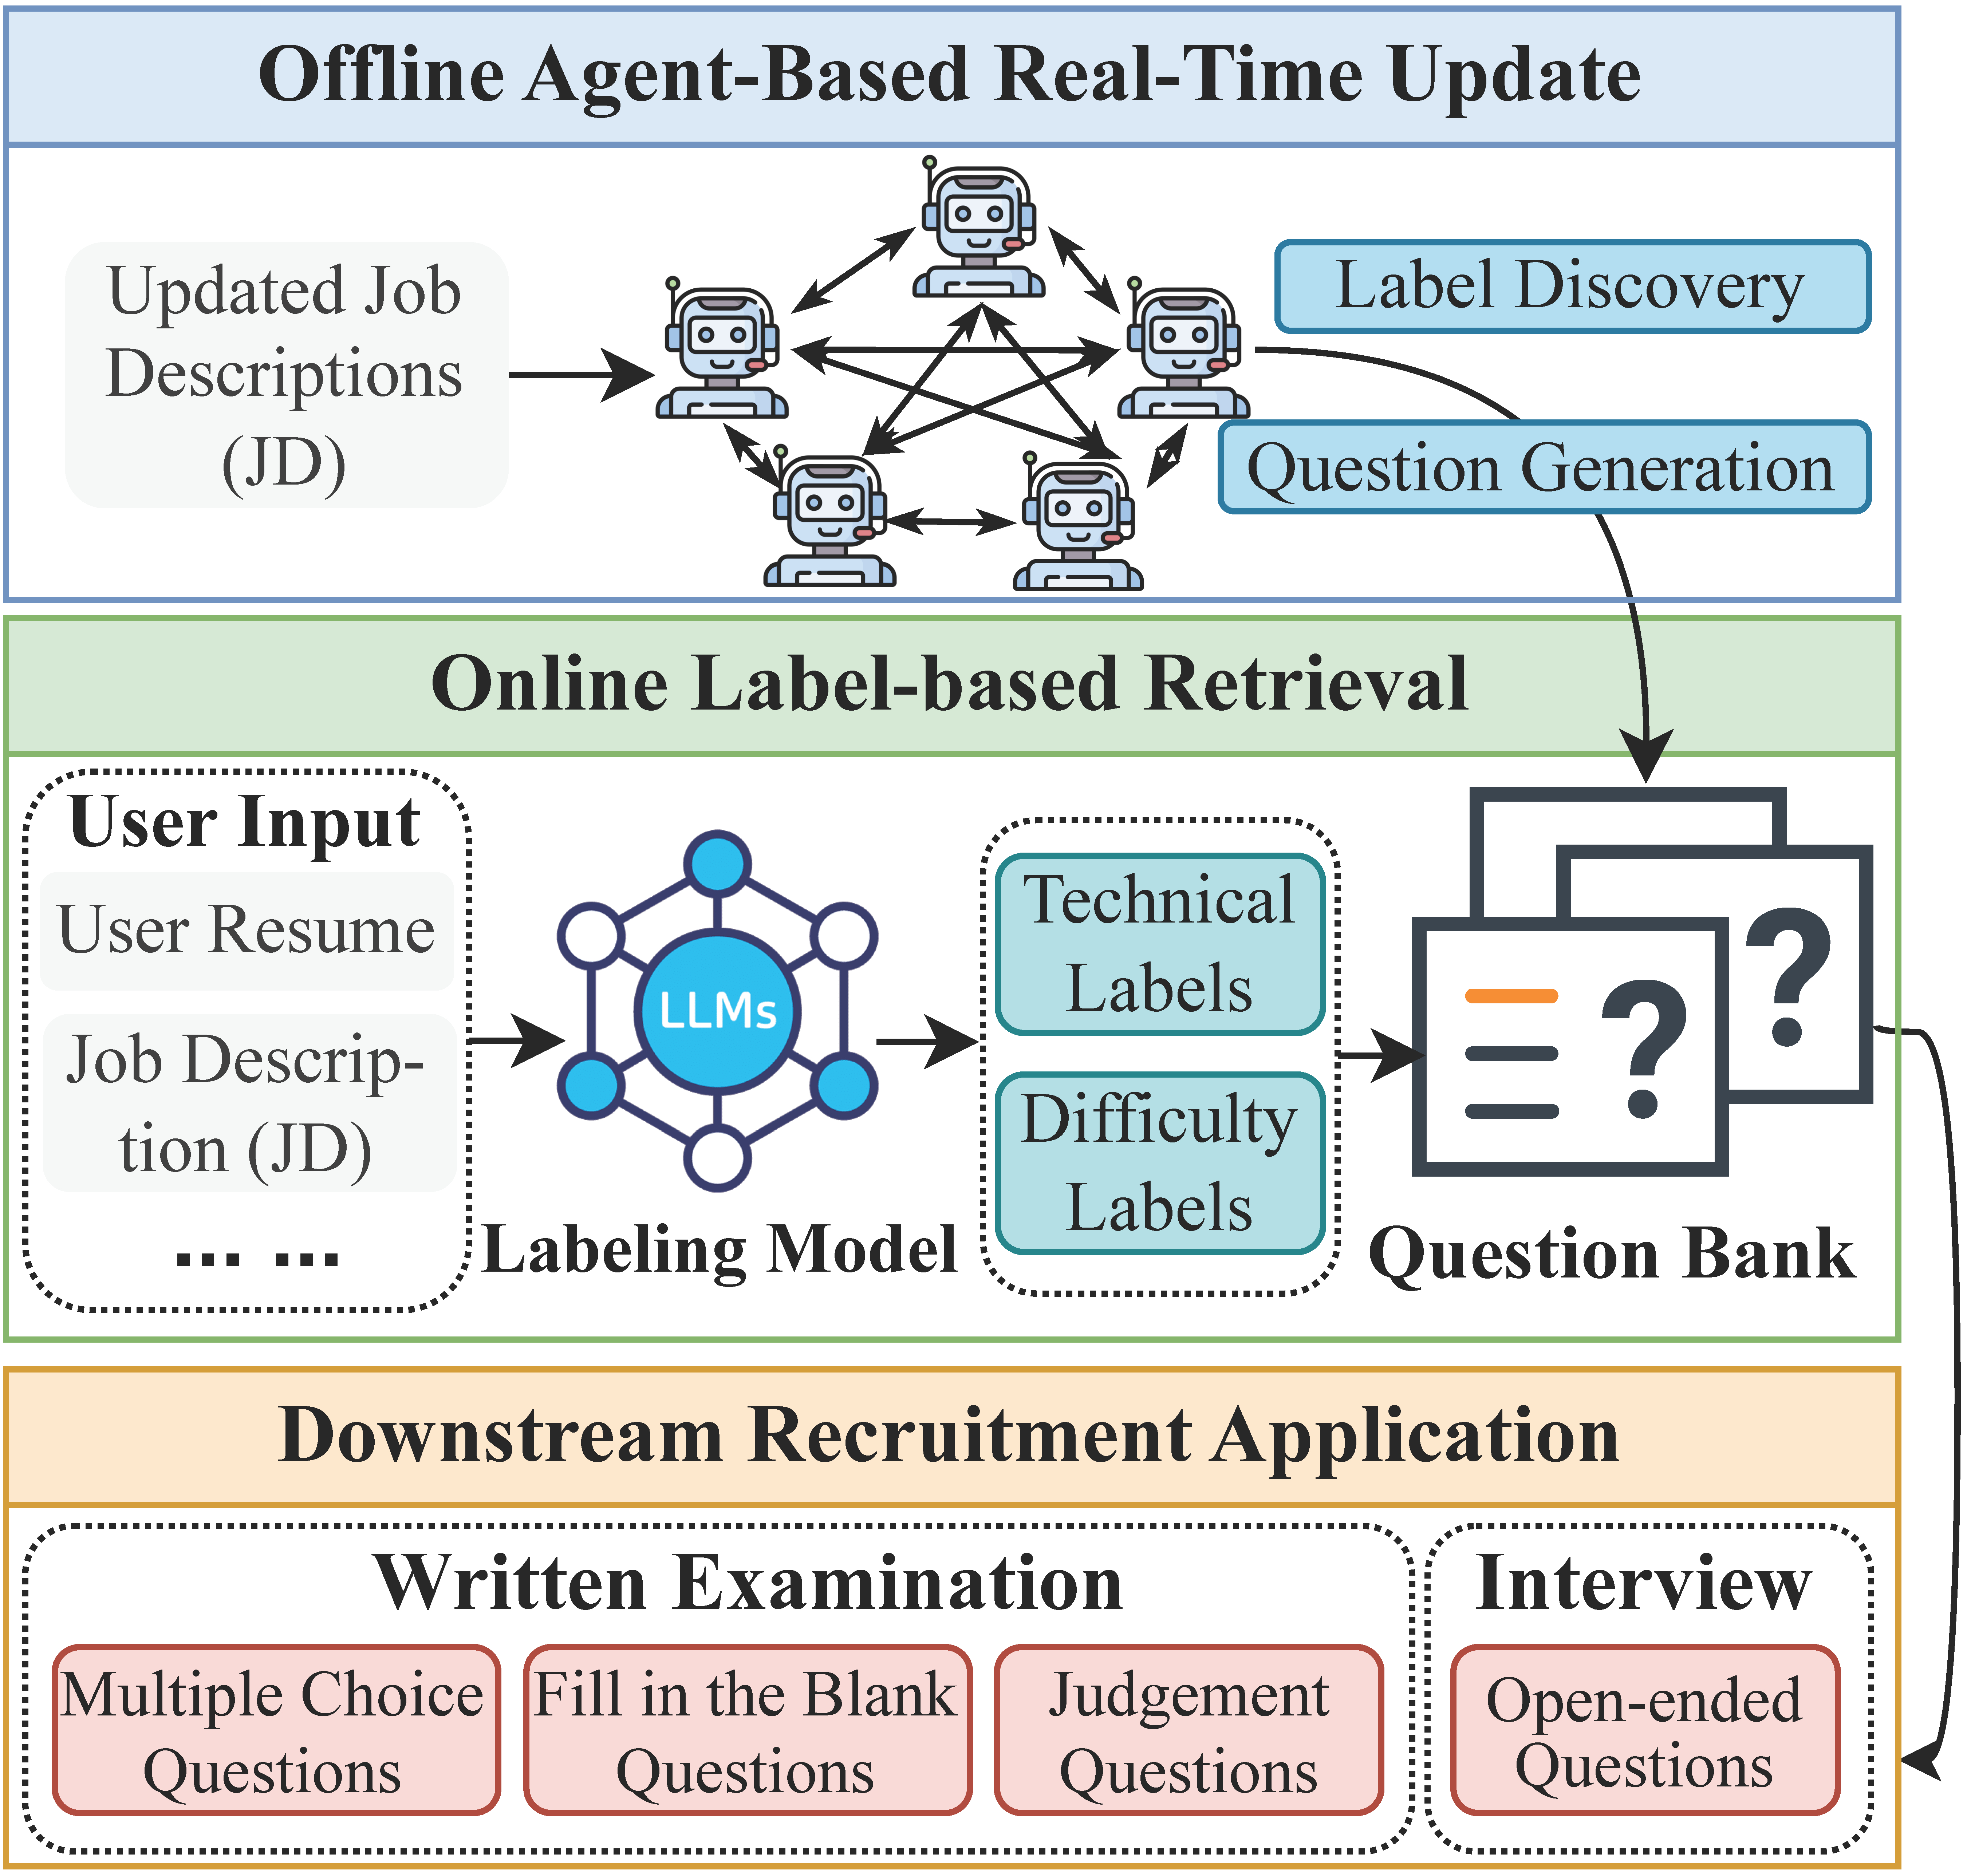 Offline Agent-Based Real-Time Update
Updated Job
Descriptions
(JD)
Label Discovery
Question Generation
Online Label-based Retrieval
User Input
User Resume
Job Descrip-
tion (JD)
... ...
LLMs
Labeling Model
Technical
Labels
Difficulty
Labels
? ?
Question Bank
Downstream Recruitment Application
Written Examination
Multiple Choice
Questions
Fill in the Blank
Questions
Judgement
Questions
Interview
Open-ended
Questions